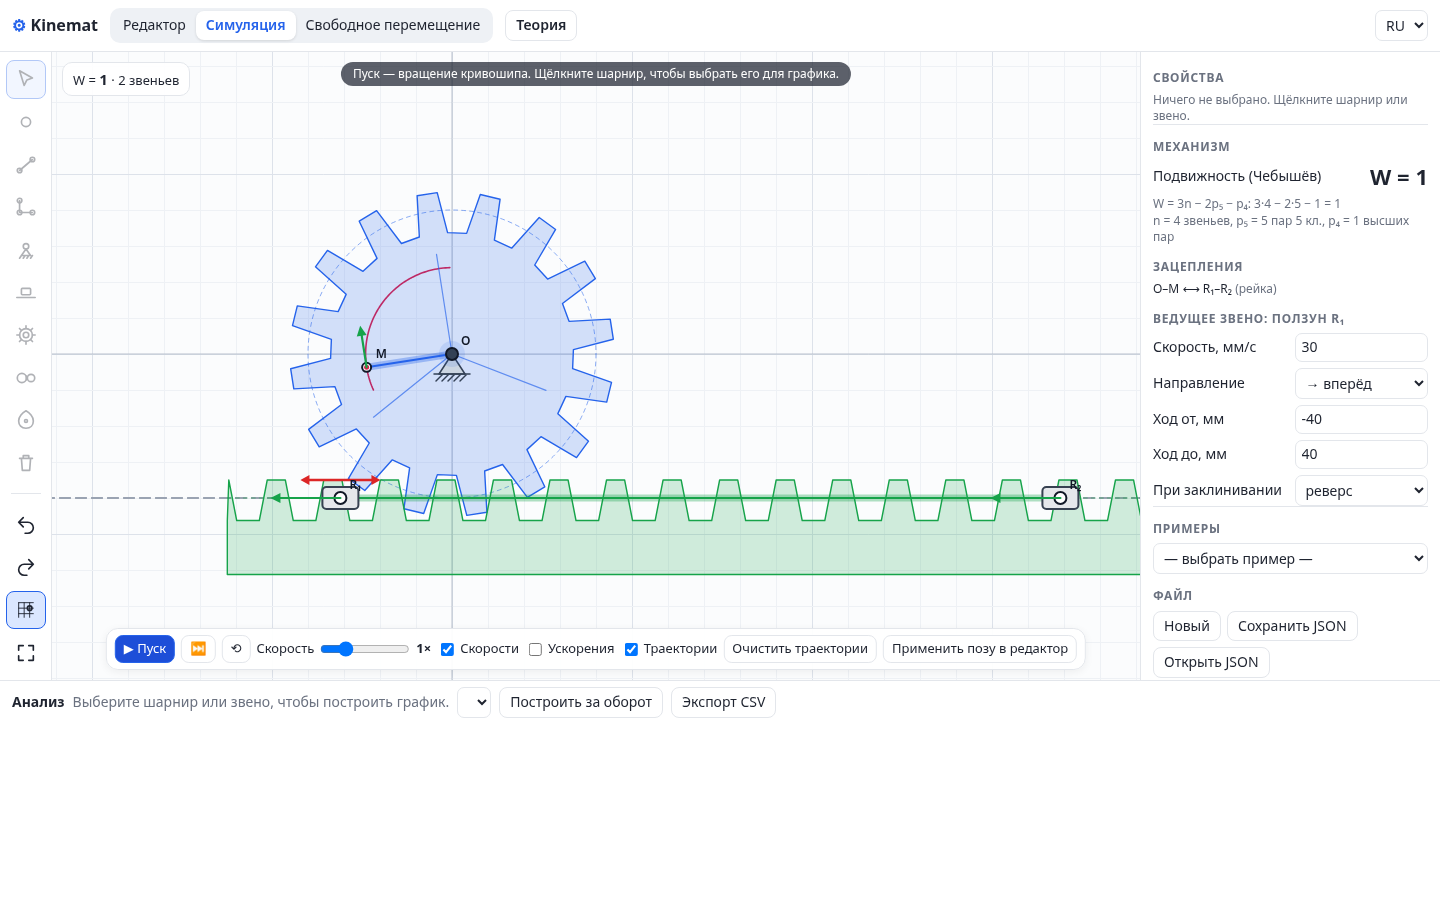 ⚙ Kinemat Редактор Симуляция Свободное перемещение Теория RU
W = 1 · 2 звеньев
Пуск — вращение кривошипа. Щёлкните шарнир, чтобы выбрать его для графика.
O
M
R₁
R₂
СВОЙСТВА
Ничего не выбрано. Щёлкните шарнир или
звено.
МЕХАНИЗМ
Подвижность (Чебышёв) W = 1
W = 3n − 2p₅ − p₄: 3·4 − 2·5 − 1 = 1
n = 4 звеньев, p₅ = 5 пар 5 кл., p₄ = 1 высших
пар
ЗАЦЕПЛЕНИЯ
O–M ⟷ R₁–R₂ (рейка)
ВЕДУЩЕЕ ЗВЕНО: ПОЛЗУН R₁
Скорость, мм/с 30
Направление → вперёд
Ход от, мм -40
Ход до, мм 40
При заклинивании реверс
ПРИМЕРЫ
— выбрать пример —
ФАЙЛ
Новый Сохранить JSON
Открыть JSON
▶ Пуск ⏩ ⟲ Скорость 1× Скорости Ускорения Траектории Очистить траектории Применить позу в редактор
Анализ Выберите шарнир или звено, чтобы построить график. Построить за оборот Экспорт CSV